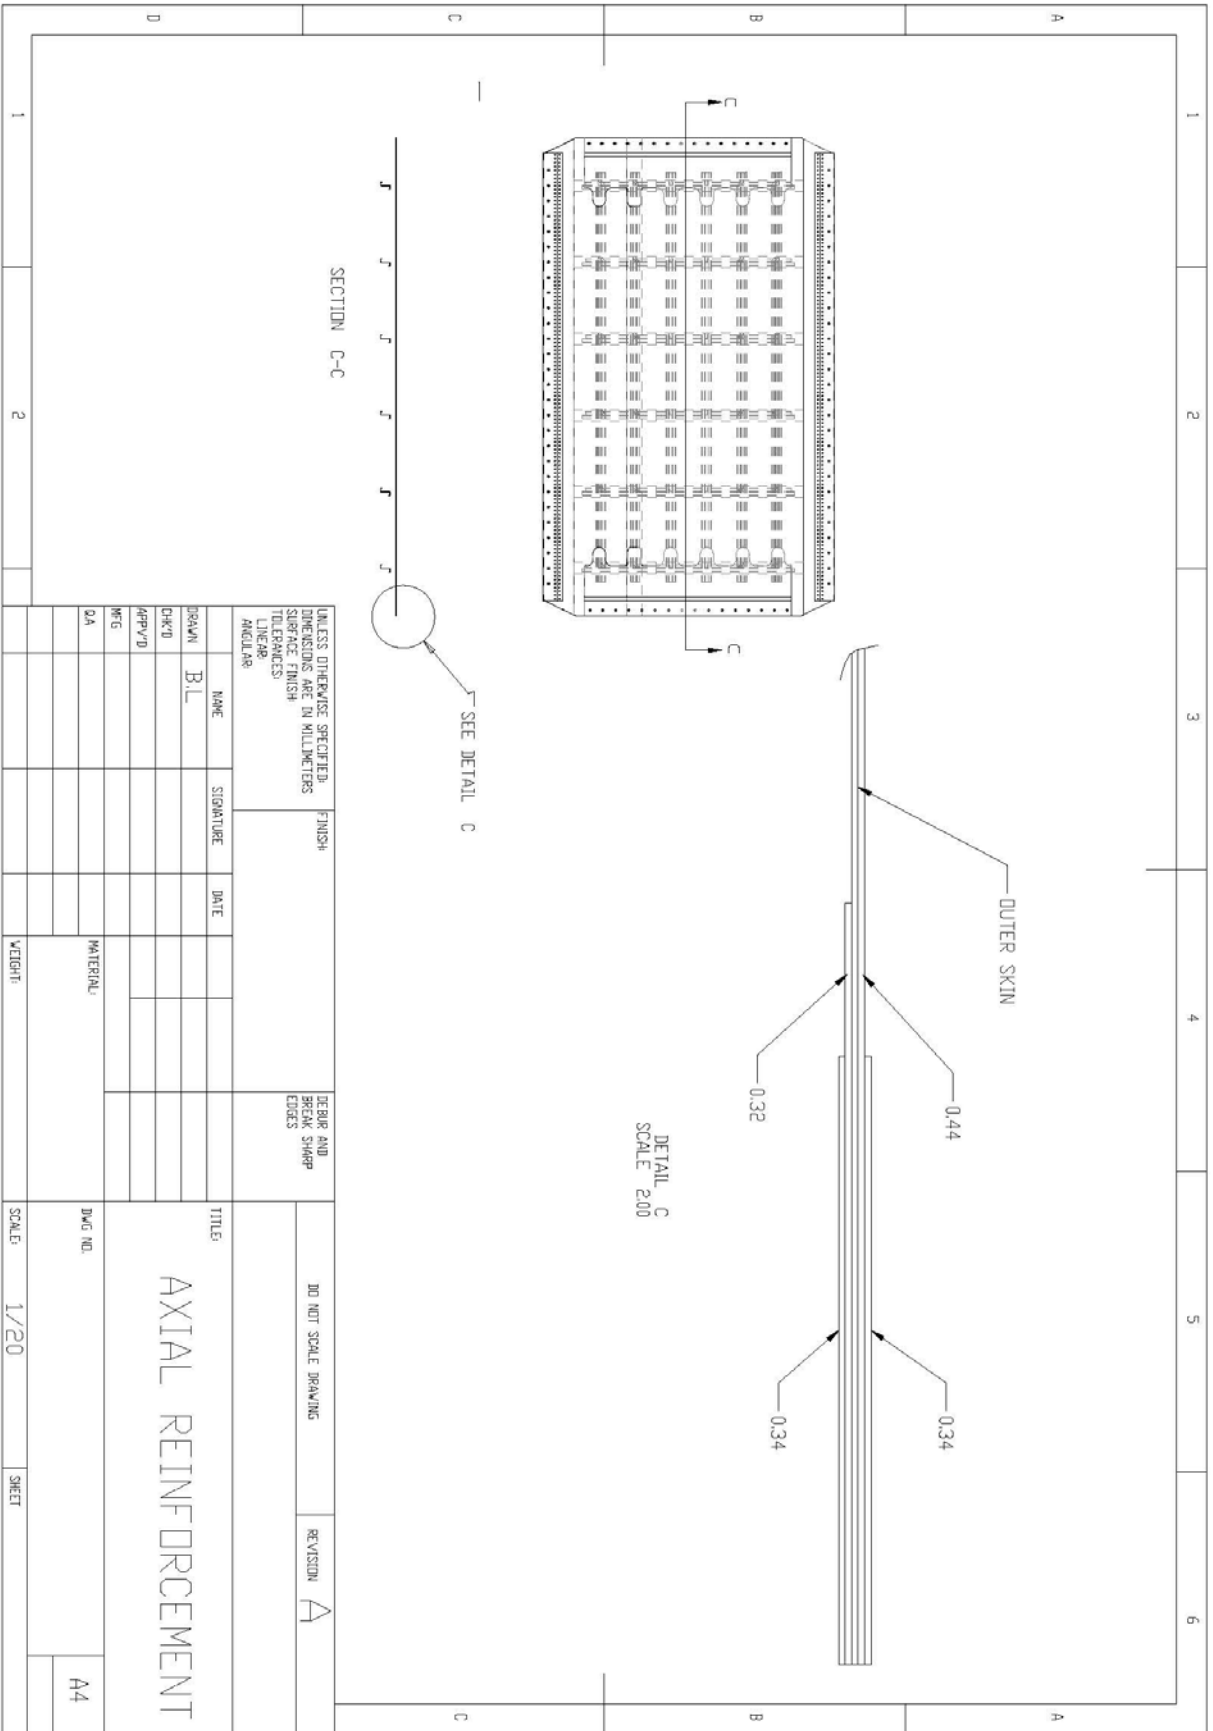 1
2
3
4
5
6
A
B
C
D
A
B
C
C
C
SECTION C-C
SEE DETAIL C
OUTER SKIN
0.44
0.32
0.34
0.34
DETAIL C
SCALE 2.00
1
2
UNLESS OTHERWISE SPECIFIED:
DIMENSIONS ARE IN MILLIMETERS
SURFACE FINISH:
TOLERANCES:
LINEAR:
ANGULAR:
FINISH:
DEBUR AND
BREAK SHARP
EDGES
DO NOT SCALE DRAWING
REVISION A
NAME
SIGNATURE
DATE
DRAWN B.L
CHK'D
APPV'D
MFG
Q.A
MATERIAL:
WEIGHT:
TITLE:
AXIAL REINFORCEMENT
DWG NO.
A4
SCALE: 1/20
SHEET